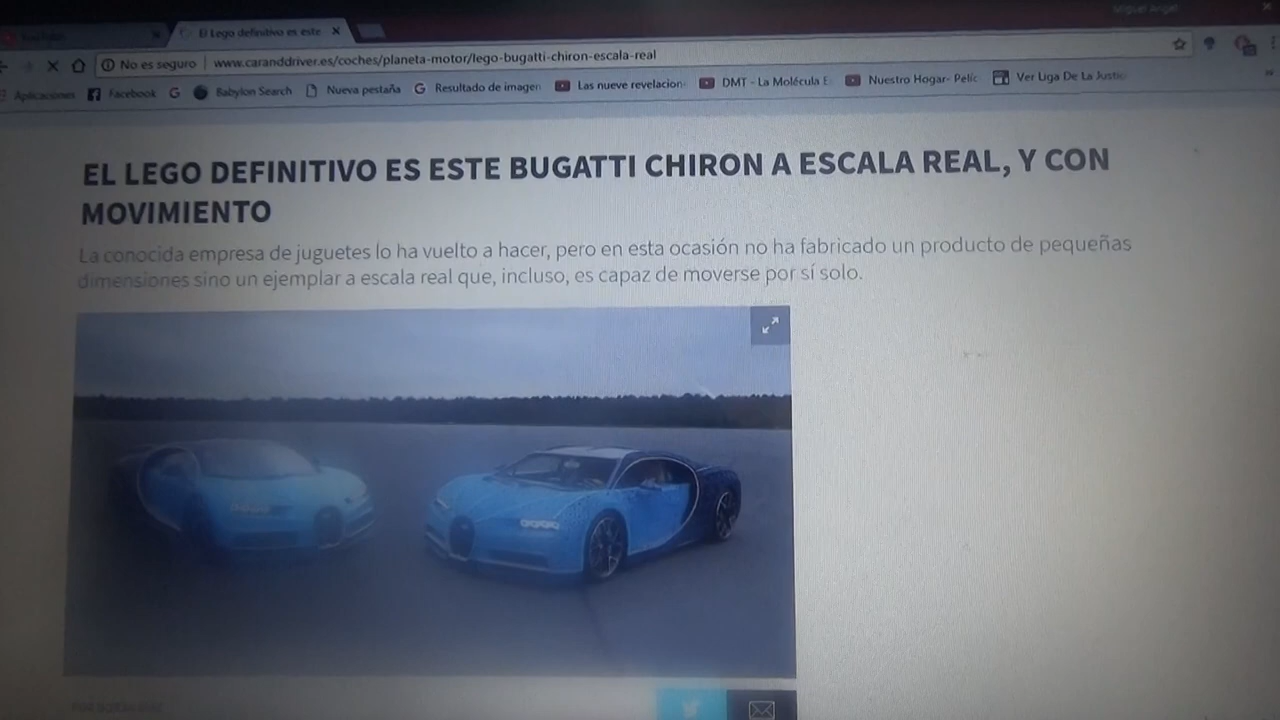 Miguel Angel
El Lego definitivo es este
No es seguro | www.caranddriver.es/coches/planeta-motor/lego-bugatti-chiron-escala-real
Aplicaciones Facebook Babylon Search Nueva pestaña Resultado de imagen Las nueve revelacion DMT - La Molécula E Nuestro Hogar- Pelíc Ver Liga De La Justic
EL LEGO DEFINITIVO ES ESTE BUGATTI CHIRON A ESCALA REAL, Y CON
MOVIMIENTO
La conocida empresa de juguetes lo ha vuelto a hacer, pero en esta ocasión no ha fabricado un producto de pequeñas
dimensiones sino un ejemplar a escala real que, incluso, es capaz de moverse por sí solo.